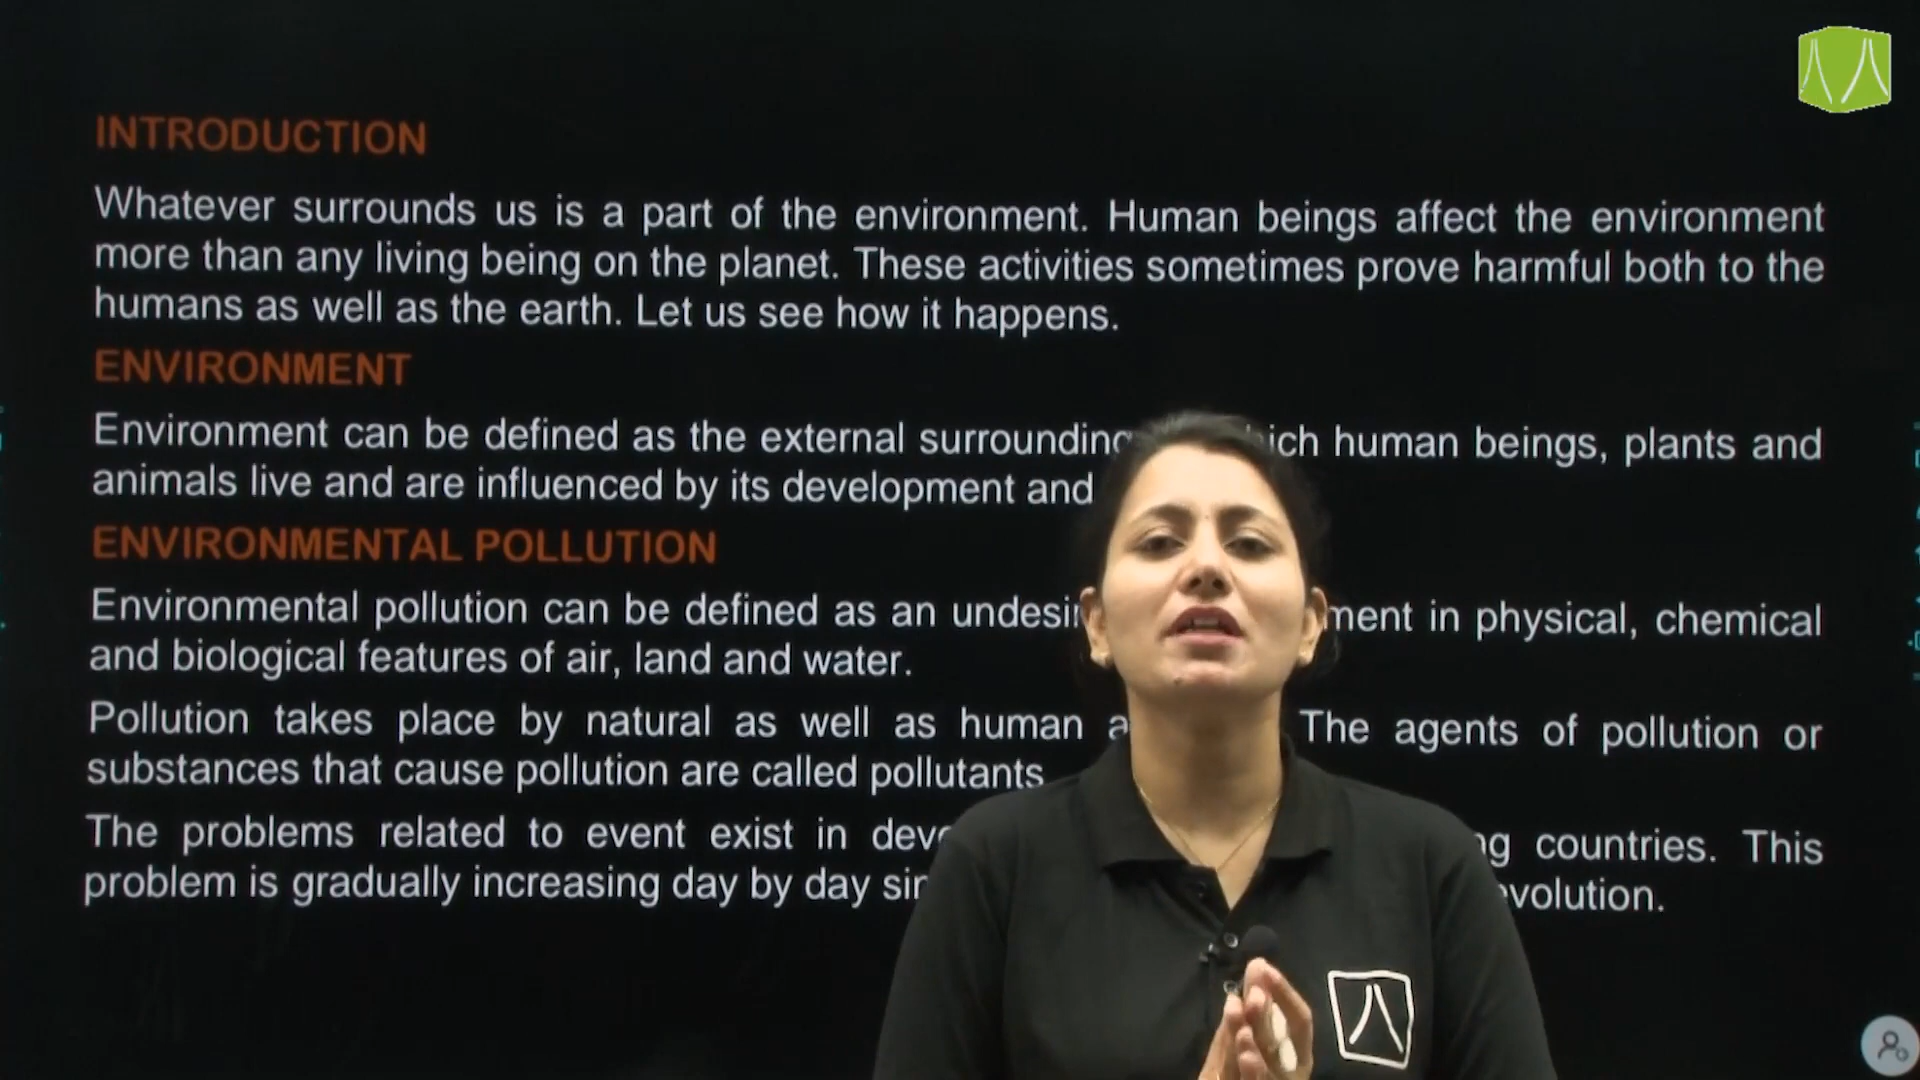 INTRODUCTION
Whatever surrounds us is a part of the environment. Human beings affect the environment
more than any living being on the planet. These activities sometimes prove harmful both to the
humans as well as the earth. Let us see how it happens.
ENVIRONMENT
Environment can be defined as the external human beings, plants and
animals live and are influenced by its development and
ENVIRONMENTAL POLLUTION
Environmental pollution can be defined as an in physical, chemical
and biological features of air, land and water.
Pollution takes place by natural as well as human The agents of pollution or
substances that cause pollution are called pollutants
The problems related to event exist in countries. This
problem is gradually increasing day by day